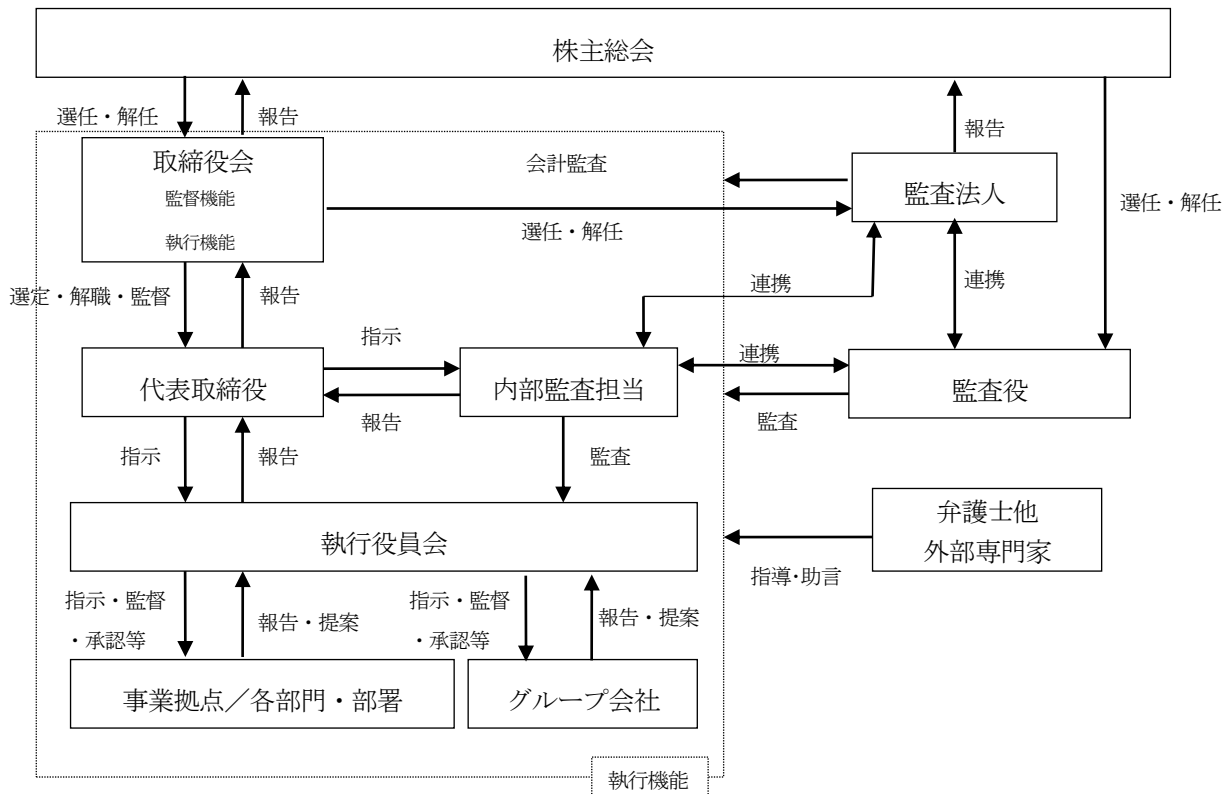 株主総会
選任・解任
報告
報告
取締役会
監督機能
執行機能
会計監査
監査法人
選任・解任
選任・解任
選定・解職・監督
報告
連携
連携
指示
連携
代表取締役
内部監査担当
監査役
報告
監査
指示
報告
監査
執行役員会
弁護士他
外部専門家
指導・助言
指示・監督
・承認等
報告・提案
指示・監督
・承認等
報告・提案
事業拠点／各部門・部署
グループ会社
執行機能